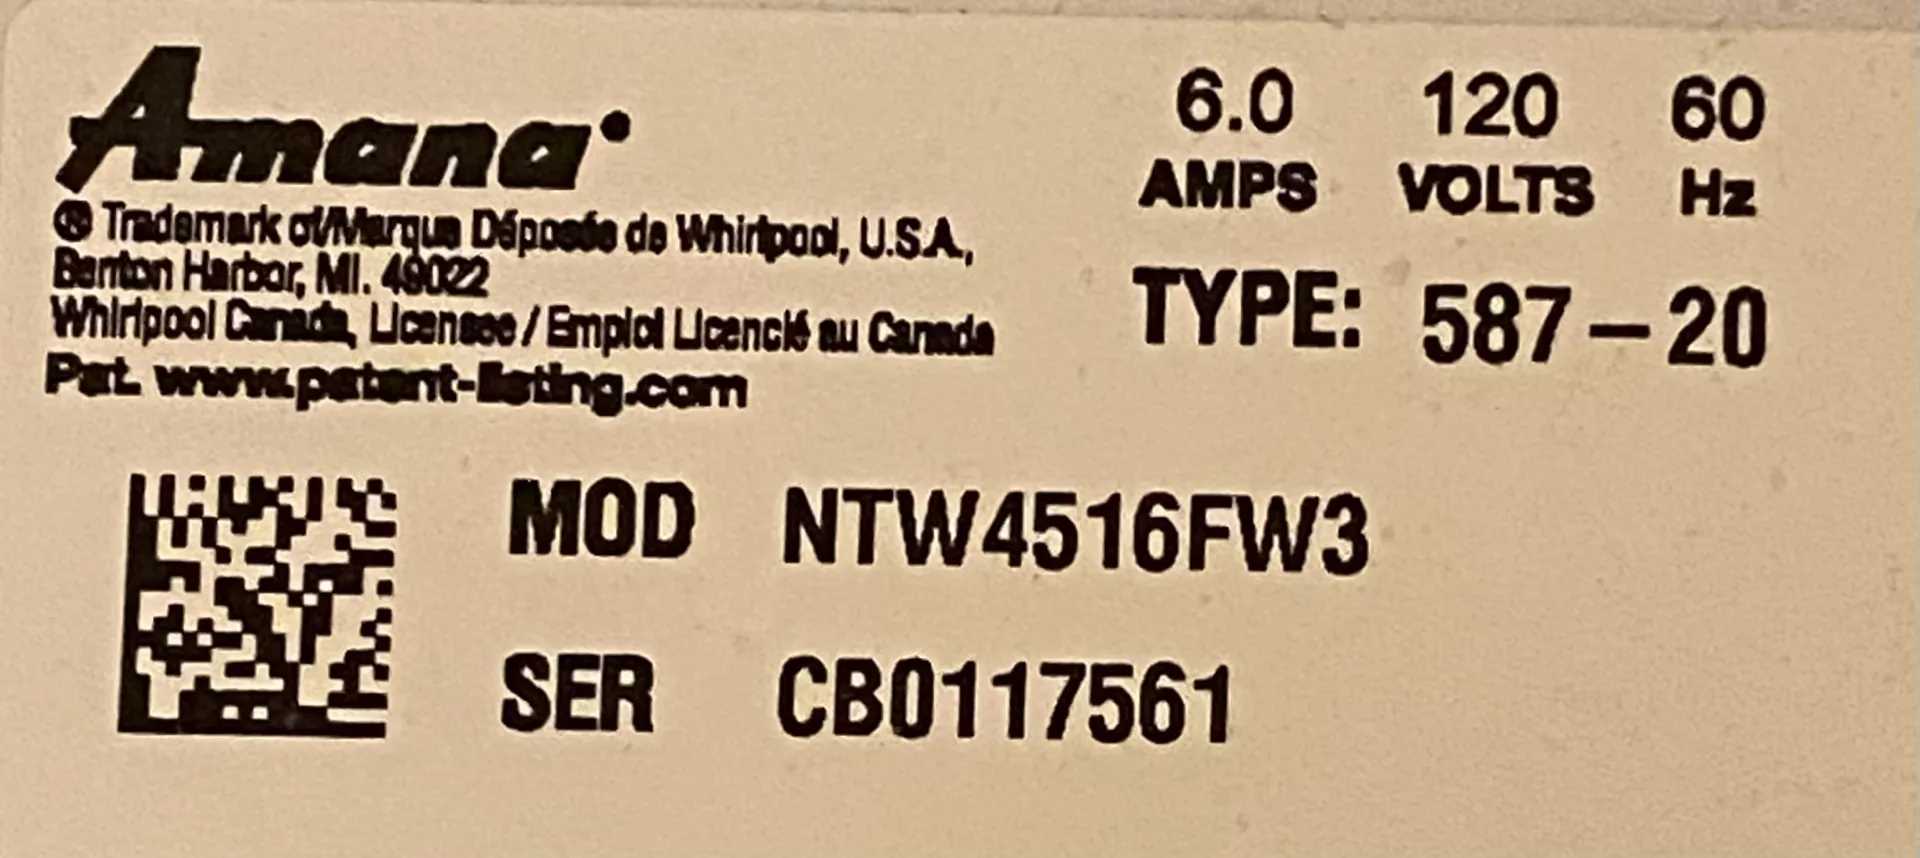 Amana
6.0 120 60
AMPS VOLTS Hz
® Trademark of/Marque Déposée de Whirlpool, U.S.A.,
Benton Harbor, MI. 49022
Whirlpool Canada, Licensee / Emploi Licencié au Canada
Pat. www.patent-listing.com
TYPE: 587-20
MOD NTW4516FW3
SER CB0117561